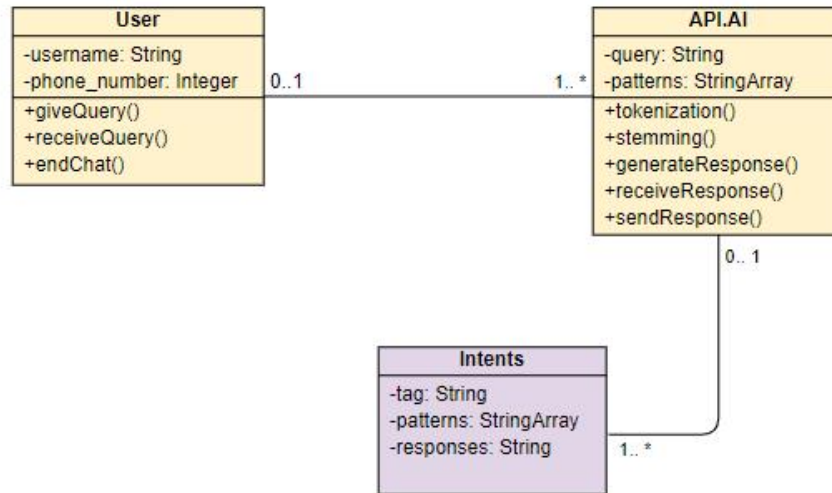 User
-username: String
-phone_number: Integer
+giveQuery()
+receiveQuery()
+endChat()
0..1
1.. *
API.AI
-query: String
-patterns: StringArray
+tokenization()
+stemming()
+generateResponse()
+receiveResponse()
+sendResponse()
0.. 1
Intents
-tag: String
-patterns: StringArray
-responses: String
1.. *